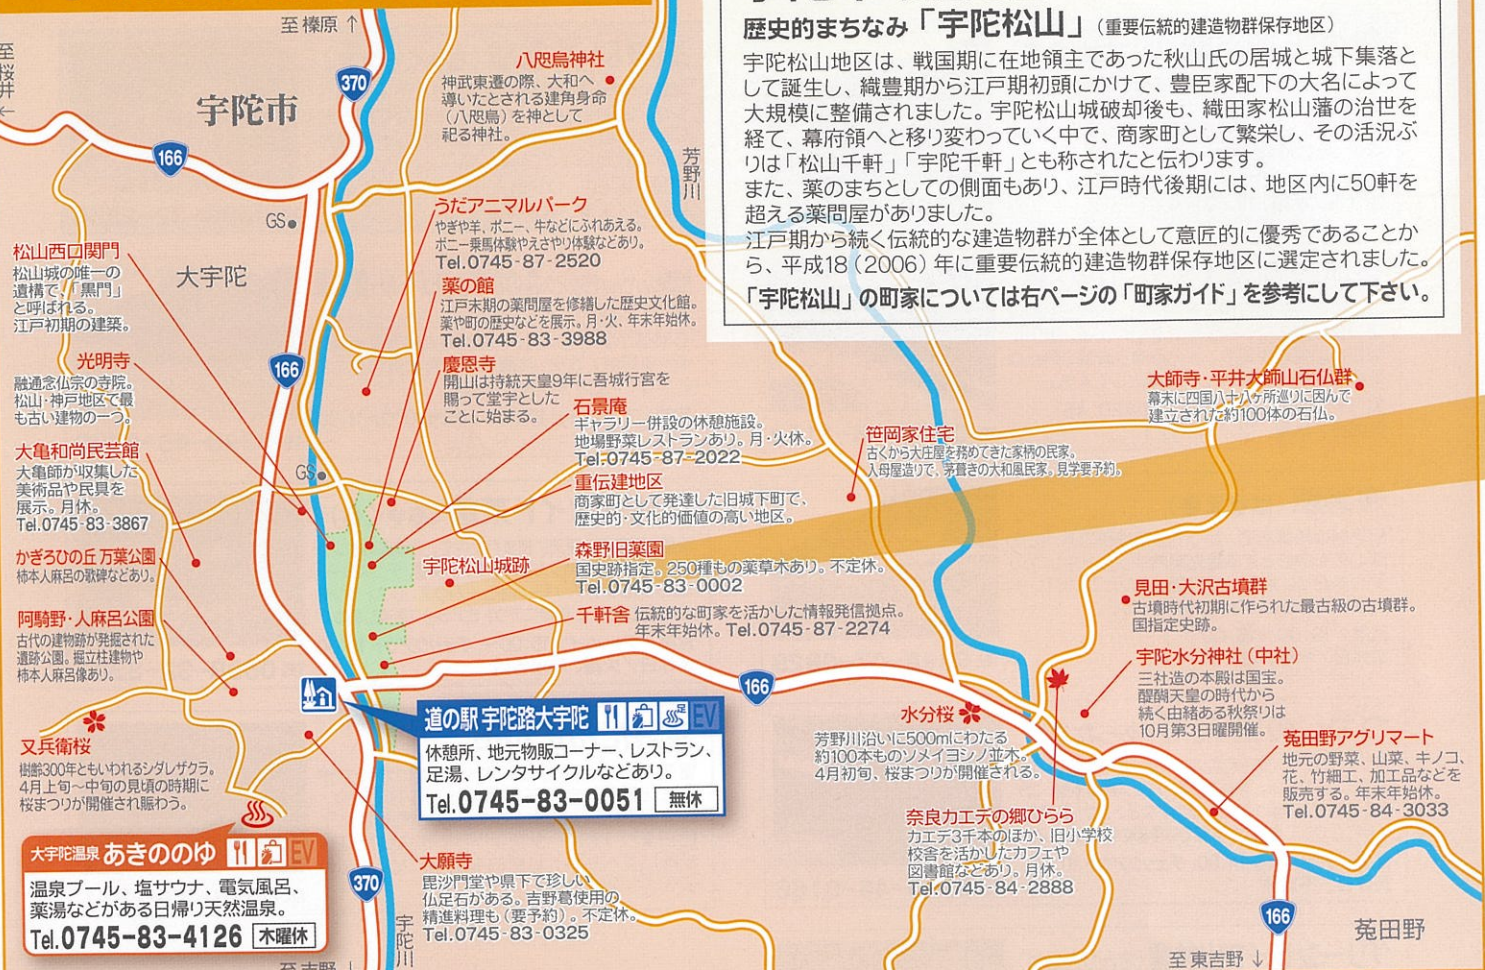 歴史的まちなみ「宇陀松山」(重要伝統的建造物群保存地区)
宇陀松山地区は、戦国期に在地領主であった秋山氏の居城と城下集落と
して誕生し、織豊期から江戸期初頭にかけて、豊臣家配下の大名によって
大規模に整備されました。宇陀松山城破却後も、織田家松山藩の治世を
経て、幕府領へと移り変わっていく中で、商家町として繁栄し、その活況ぶ
りは「松山千軒」「宇陀千軒」とも称されたと伝わります。
また、薬のまちとしての側面もあり、江戸時代後期には、地区内に50軒を
超える薬問屋がありました。
江戸期から続く伝統的な建造物群が全体として意匠的に優秀であることか
ら、平成18(2006)年に重要伝統的建造物群保存地区に選定されました。
「宇陀松山」の町家については右ページの「町家ガイド」を参考にして下さい。
至榛原↑
至桜井
←
370
宇陀市
166
八咫烏神社
神武東遷の際、大和へ
導いたとされる建角身命
(八咫烏)を神として
祀る神社。
芳野川
GS
大宇陀
うだアニマルパーク
やぎや羊、ポニー、牛などにふれあえる。
ポニー乗馬体験やえさやり体験などあり。
Tel.0745-87-2520
薬の館
江戸末期の薬問屋を修繕した歴史文化館。
薬や町の歴史などを展示。月・火、年末年始休。
Tel.0745-83-3988
慶恩寺
開山は持統天皇9年に吾城行宮を
賜って堂宇とした
ことに始まる。
石景庵
ギャラリー併設の休憩施設。
地場野菜レストランあり。月・火休。
Tel.0745-87-2022
重伝建地区
商家町として発達した旧城下町で、
歴史的・文化的価値の高い地区。
森野旧薬園
国史跡指定。250種もの薬草木あり。不定休。
Tel.0745-83-0002
千軒舎
伝統的な町家を活かした情報発信拠点。
年末年始休。Tel.0745-87-2274
宇陀松山城跡
松山西口関門
松山城の唯一の
遺構で、「黒門」
と呼ばれる。
江戸初期の建築。
光明寺
融通念仏宗の寺院。
松山・神戸地区で最
も古い建物の一つ。
大亀和尚民芸館
大亀師が収集した
美術品や民具を
展示。月休。
Tel.0745-83-3867
かぎろひの丘 万葉公園
柿本人麻呂の歌碑などあり。
阿騎野・人麻呂公園
古代の建物跡が発掘された
遺跡公園。掘立柱建物や
柿本人麻呂像あり。
166
GS
又兵衛桜
樹齢300年ともいわれるシダレザクラ。
4月上旬〜中旬の見頃の時期に
桜まつりが開催され賑わう。
大宇陀温泉 あきののゆ EV
温泉プール、塩サウナ、電気風呂、
薬湯などがある日帰り天然温泉。
Tel.0745-83-4126 木曜休
道の駅 宇陀路大宇陀 足 EV
休憩所、地元物販コーナー、レストラン、
足湯、レンタサイクルなどあり。
Tel.0745-83-0051 無休
大願寺
毘沙門堂や県下で珍しい
仏足石がある。吉野葛使用の
精進料理も(要予約)。不定休。
Tel.0745-83-0325
370
宇陀川
至吉野↓
笹岡家住宅
古くから大庄屋を務めてきた家柄の民家。
入母屋造りで、茅葺きの大和風民家。見学要予約。
大師寺・平井大師山石仏群
幕末に四国八十八ヶ所巡りに因んで
建立された約100体の石仏。
見田・大沢古墳群
古墳時代初期に作られた最古級の古墳群。
国指定史跡。
宇陀水分神社(中社)
三社造の本殿は国宝。
醍醐天皇の時代から
続く由緒ある秋祭りは
10月第3日曜開催。
166
水分桜
芳野川沿いに500mにわたる
約100本ものソメイヨシノ並木。
4月初旬、桜まつりが開催される。
奈良カエデの郷ひらら
カエデ3千本のほか、旧小学校
校舎を活かしたカフェや
図書館などあり。月休。
Tel.0745-84-2888
菟田野アグリマート
地元の野菜、山菜、キノコ、
花、竹細工、加工品などを
販売する。年末年始休。
Tel.0745-84-3033
166
菟田野
至東吉野↓